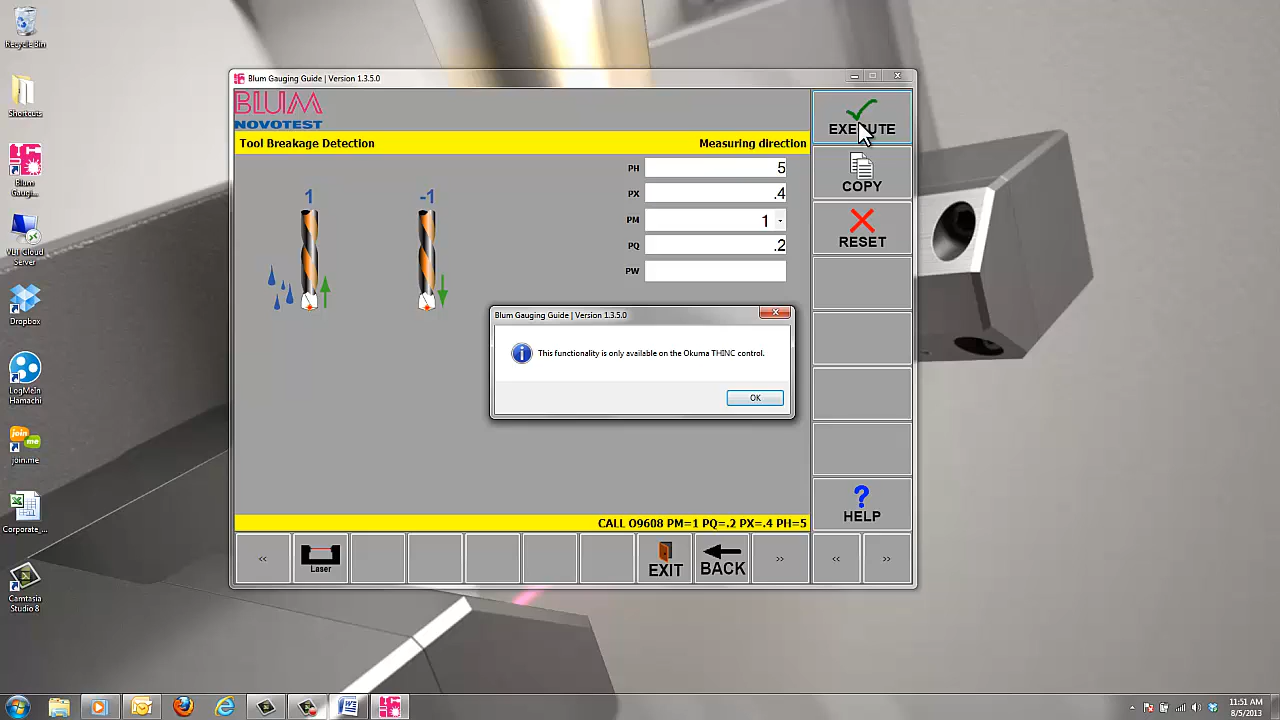 Recycle Bin
Shortcuts
Blum
Gaugi...
VBT Cloud
Server
Dropbox
LogMeIn
Hamachi
join.me
Corporate_...
Camtasia
Studio 8
Blum Gauging Guide | Version 1.3.5.0
BLUM
NOVOTEST
Tool Breakage Detection
Measuring direction
1
-1
PH 5
PX .4
PM 1
PQ .2
PW
Blum Gauging Guide | Version 1.3.5.0
This functionality is only available on the Okuma THINC control.
OK
CALL O9608 PM=1 PQ=.2 PX=.4 PH=5
EXECUTE
COPY
RESET
?
HELP
<<
Laser
EXIT
BACK
>>
<<
>>
11:51 AM
8/5/2013